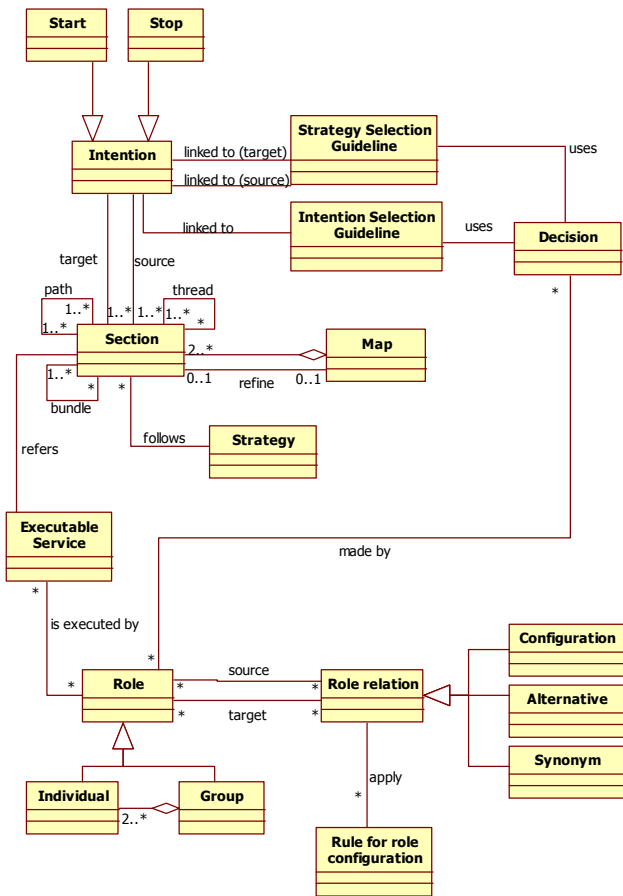 Start
Stop
Intention
linked to (target)
linked to (source)
Strategy Selection
Guideline
uses
linked to
Intention Selection
Guideline
uses
Decision
*
target
source
path
1..*
1..*
1..*
1..*
thread
1..*
*
Section
2..*
0..1
refine
0..1
Map
1..*
*
bundle
*
follows
Strategy
refers
Executable
Service
*
is executed by
*
made by
*
Role
*
source
*
*
target
*
Role relation
Configuration
Alternative
Synonym
Individual
2..*
Group
apply
*
Rule for role
configuration